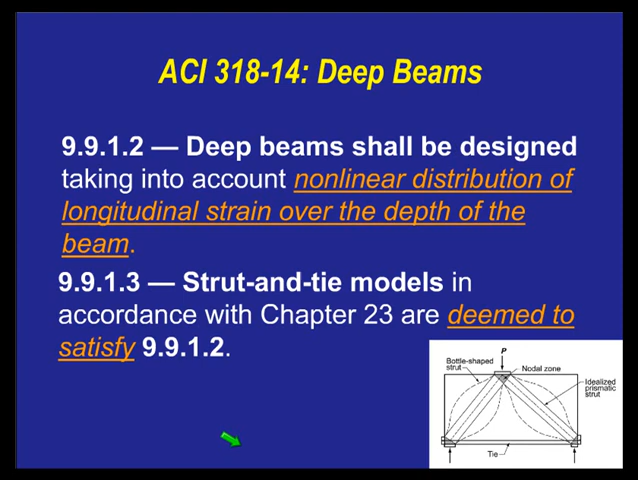 ACI 318-14: Deep Beams
9.9.1.2 — Deep beams shall be designed
taking into account nonlinear distribution of
longitudinal strain over the depth of the
beam.
9.9.1.3 — Strut-and-tie models in
accordance with Chapter 23 are deemed to
satisfy 9.9.1.2.
P
Bottle-shaped
strut
Nodal zone
Idealized
prismatic
strut
Tie